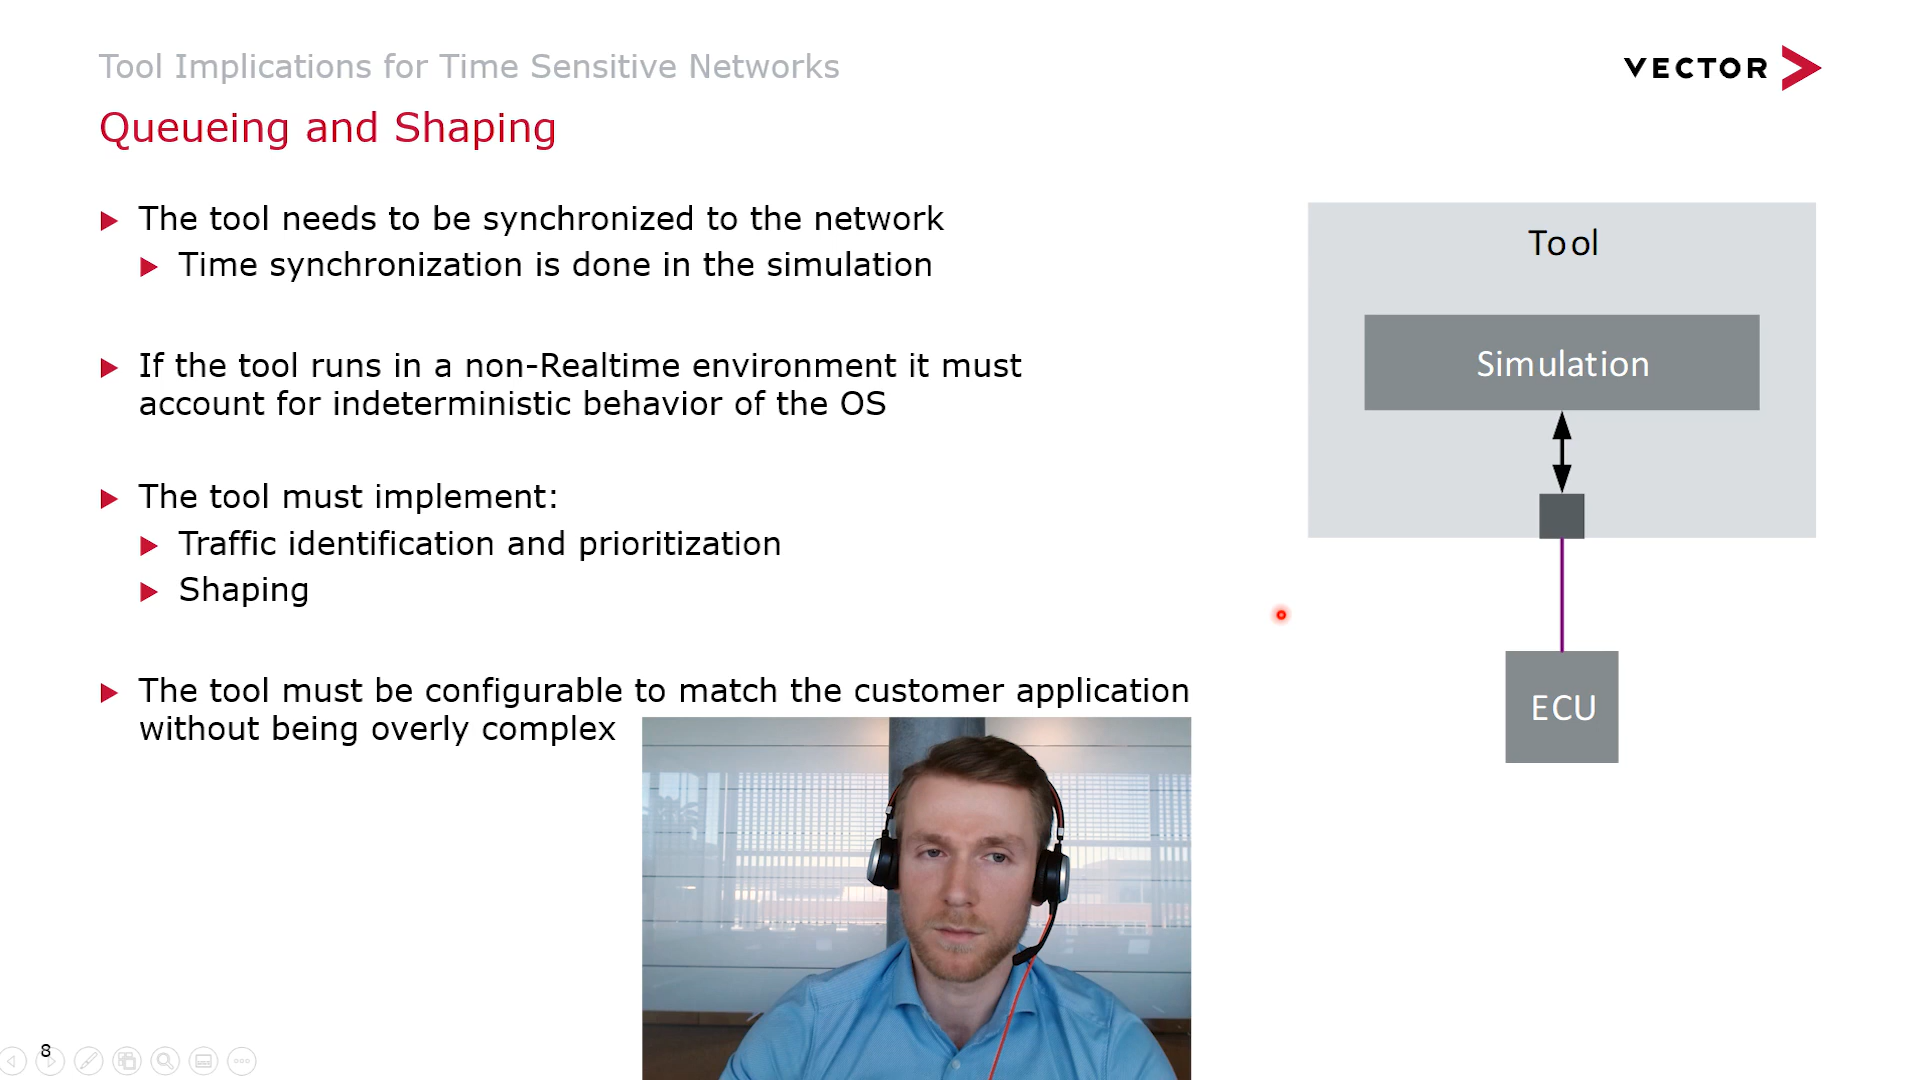 Tool Implications for Time Sensitive Networks
VECTOR
Queueing and Shaping
The tool needs to be synchronized to the network
Time synchronization is done in the simulation
If the tool runs in a non-Realtime environment it must
account for indeterministic behavior of the OS
The tool must implement:
Traffic identification and prioritization
Shaping
The tool must be configurable to match the customer application
without being overly complex
Tool
Simulation
ECU
8